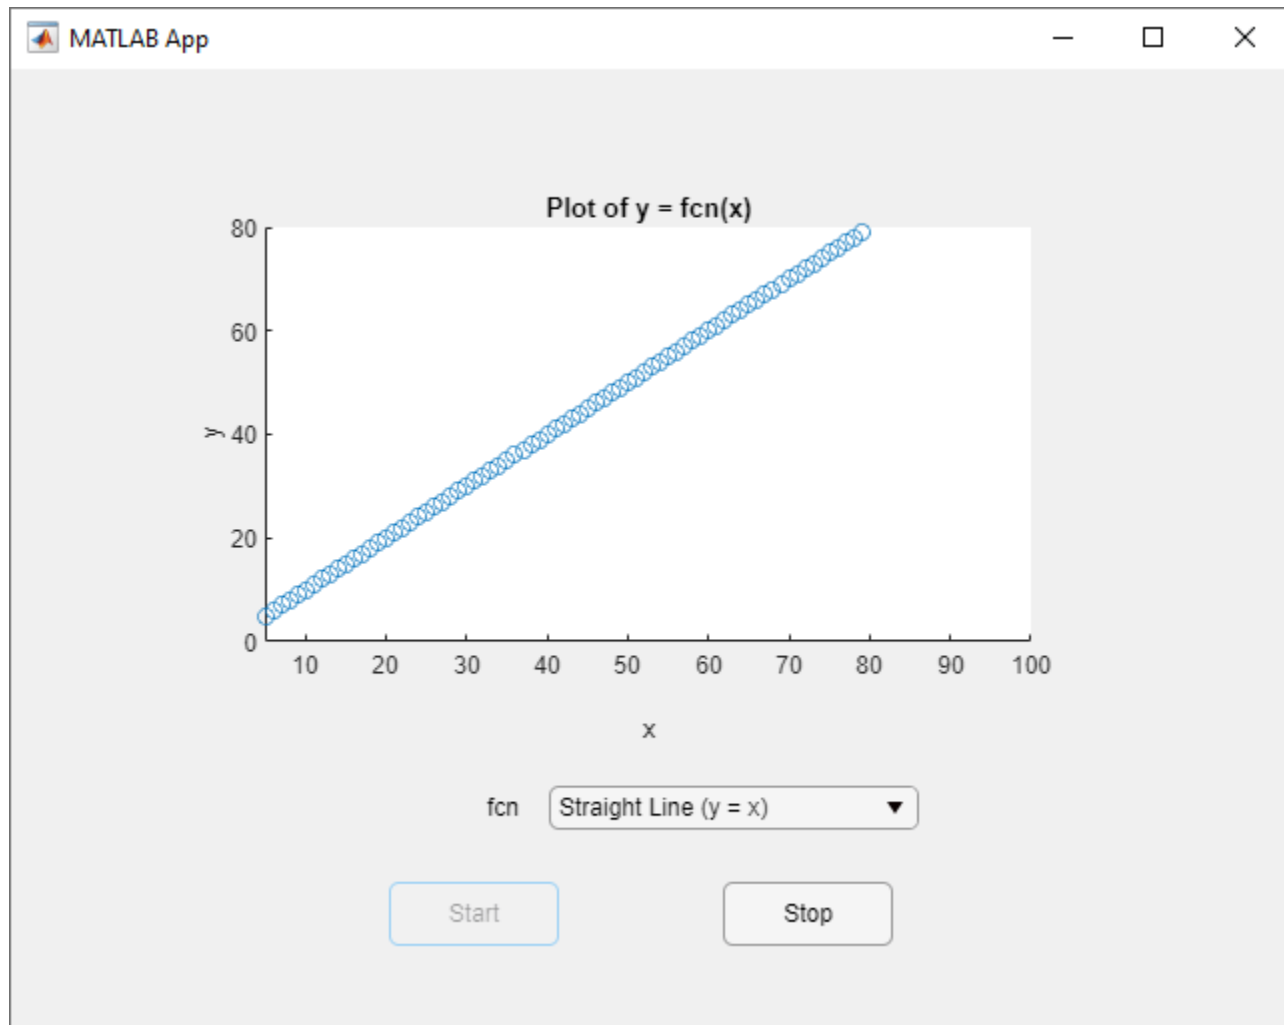 MATLAB App
Plot of y = fcn(x)
80
60
y
40
20
0
10 20 30 40 50 60 70 80 90 100
x
fcn Straight Line (y = x)
Start Stop